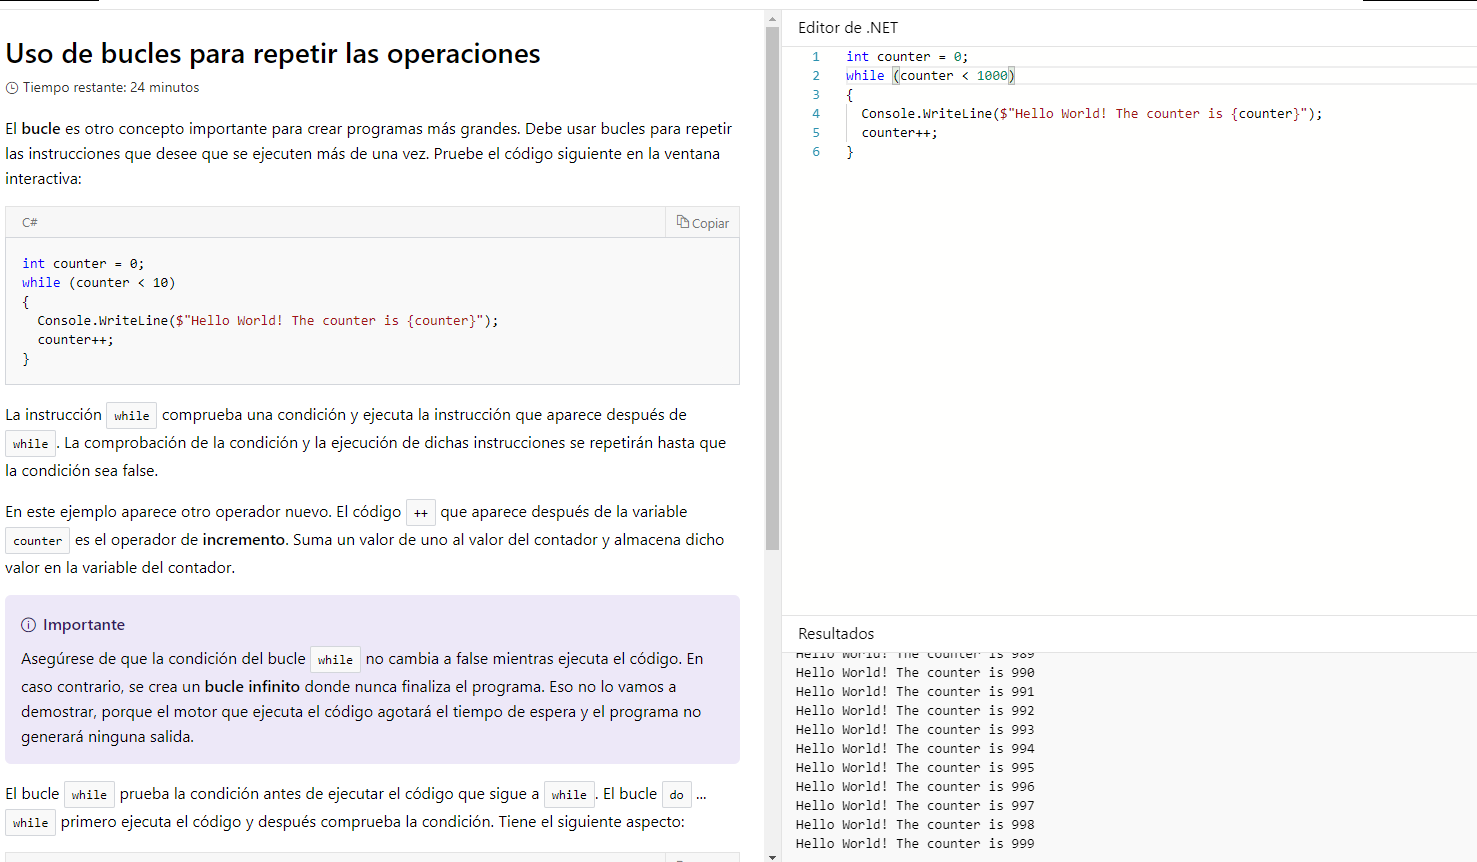 Uso de bucles para repetir las operaciones
Tiempo restante: 24 minutos
El bucle es otro concepto importante para crear programas más grandes. Debe usar bucles para repetir
las instrucciones que desee que se ejecuten más de una vez. Pruebe el código siguiente en la ventana
interactiva:
C#
Copiar
int counter = 0;
while (counter < 10)
{
  Console.WriteLine($"Hello World! The counter is {counter}");
  counter++;
}
La instrucción while comprueba una condición y ejecuta la instrucción que aparece después de
while. La comprobación de la condición y la ejecución de dichas instrucciones se repetirán hasta que
la condición sea false.
En este ejemplo aparece otro operador nuevo. El código ++ que aparece después de la variable
counter es el operador de incremento. Suma un valor de uno al valor del contador y almacena dicho
valor en la variable del contador.
Importante
Asegúrese de que la condición del bucle while no cambia a false mientras ejecuta el código. En
caso contrario, se crea un bucle infinito donde nunca finaliza el programa. Eso no lo vamos a
demostrar, porque el motor que ejecuta el código agotará el tiempo de espera y el programa no
generará ninguna salida.
El bucle while prueba la condición antes de ejecutar el código que sigue a while. El bucle do ...
while primero ejecuta el código y después comprueba la condición. Tiene el siguiente aspecto:
Editor de .NET
1 int counter = 0;
2 while (counter < 1000)
3 {
4   Console.WriteLine($"Hello World! The counter is {counter}");
5   counter++;
6 }
Resultados
Hello World! The counter is 989
Hello World! The counter is 990
Hello World! The counter is 991
Hello World! The counter is 992
Hello World! The counter is 993
Hello World! The counter is 994
Hello World! The counter is 995
Hello World! The counter is 996
Hello World! The counter is 997
Hello World! The counter is 998
Hello World! The counter is 999